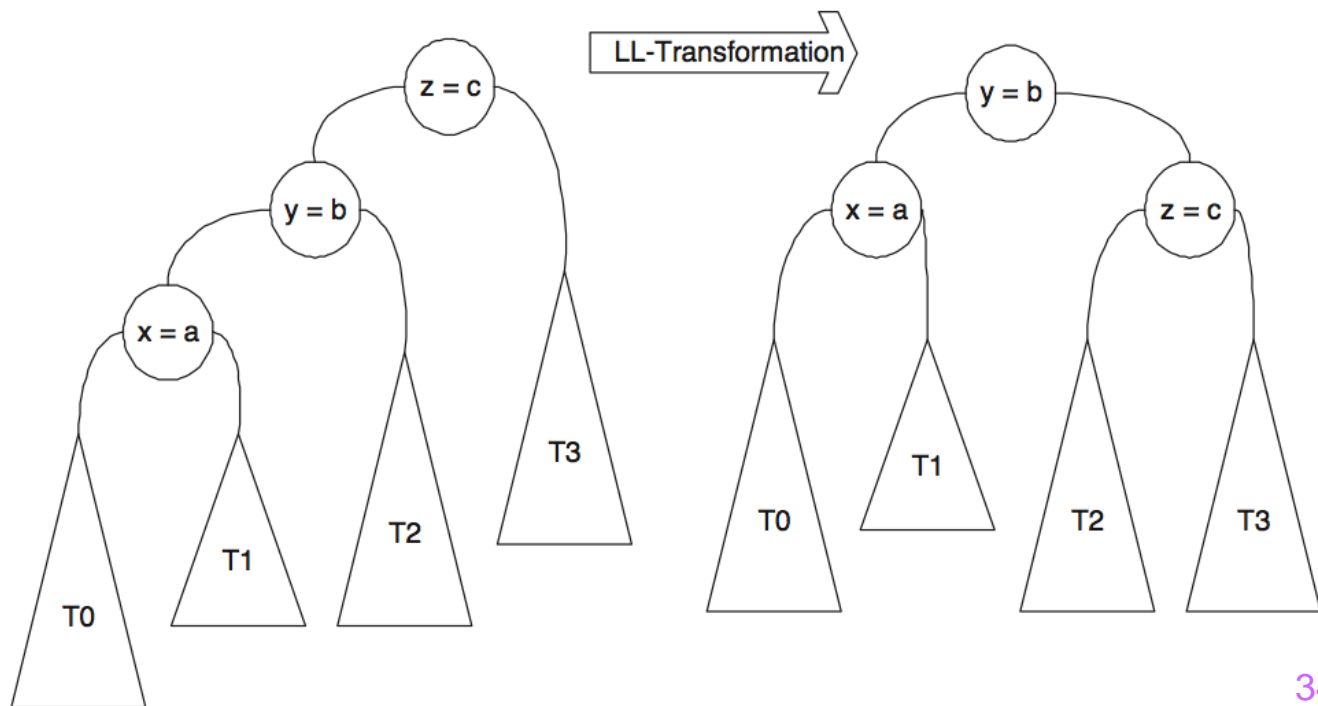 LL-Transformation
z = c
y = b
x = a
T0
T1
T2
T3
y = b
x = a
z = c
T0
T1
T2
T3